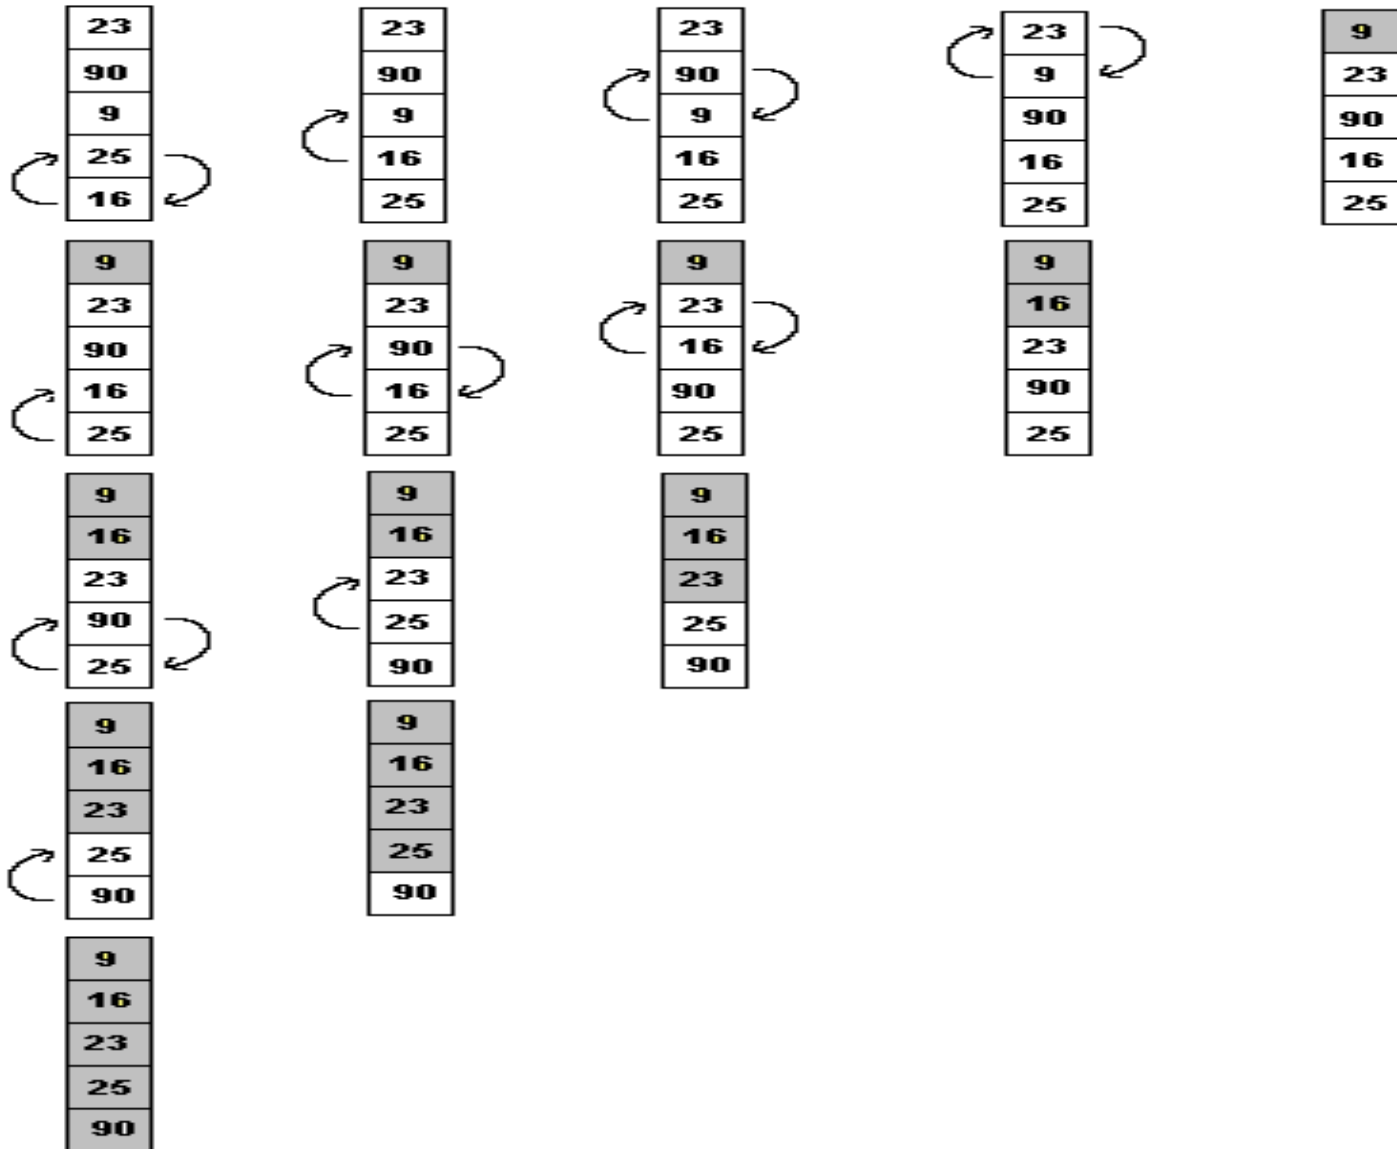 23 23 23 23 9
90 90 90 9 23
9 9 9 90 90
25 16 16 16 16
16 25 25 25 25
9 9 9 9
23 23 23 16
90 90 16 23
16 16 90 90
25 25 25 25
9 9 9
16 16 16
23 23 23
90 25 25
25 90 90
9 9
16 16
23 23
25 25
90 90
9
16
23
25
90